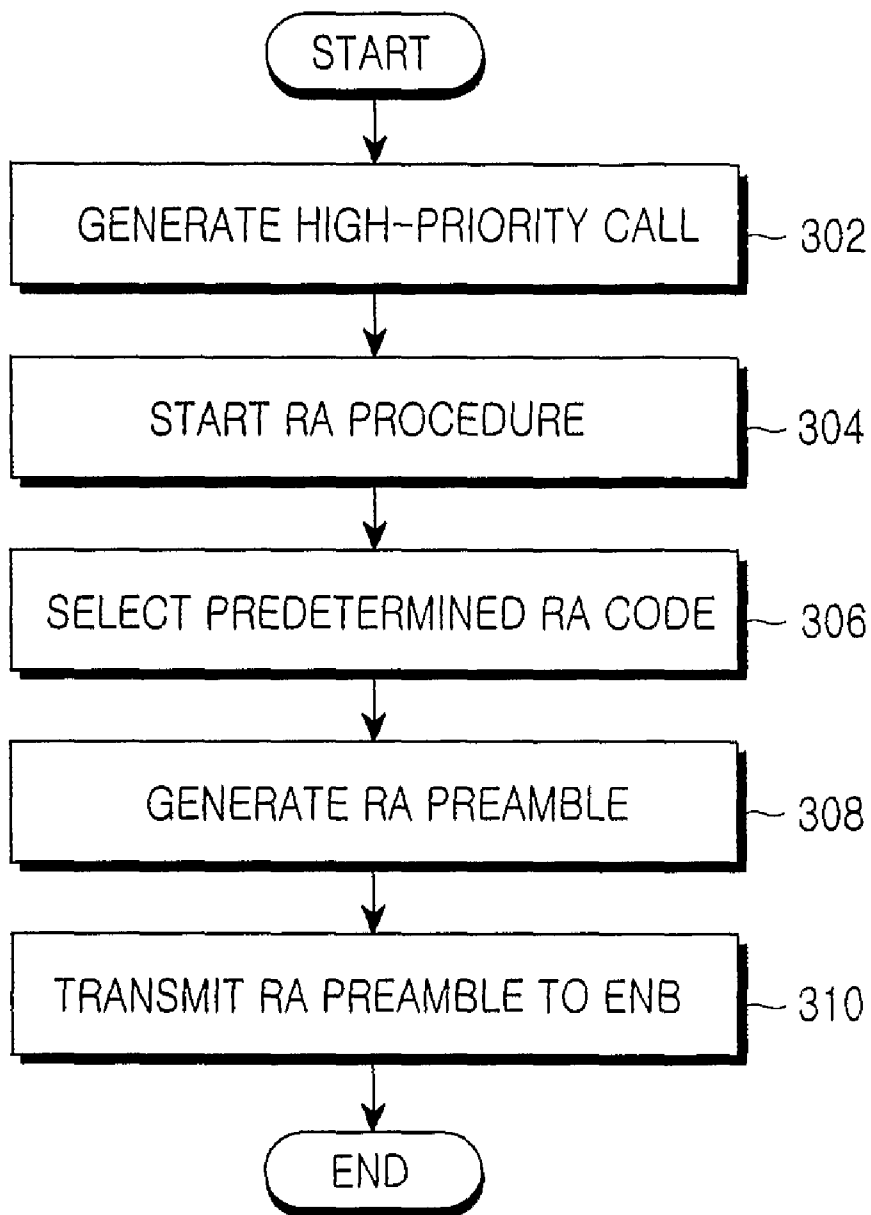 START
GENERATE HIGH-PRIORITY CALL
302
START RA PROCEDURE
304
SELECT PREDETERMINED RA CODE
306
GENERATE RA PREAMBLE
308
TRANSMIT RA PREAMBLE TO ENB
310
END